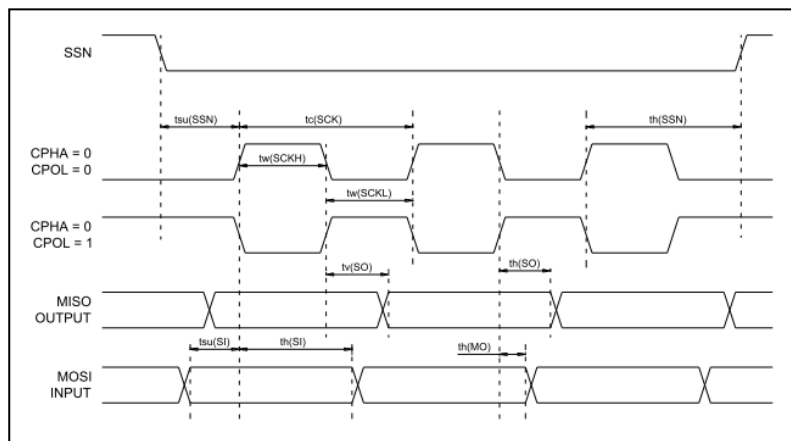 SSN
tsu(SSN)
tc(SCK)
th(SSN)
CPHA = 0
CPOL = 0
tw(SCKH)
tw(SCKL)
CPHA = 0
CPOL = 1
tv(SO)
th(SO)
MISO
OUTPUT
tsu(SI)
th(SI)
th(MO)
MOSI
INPUT